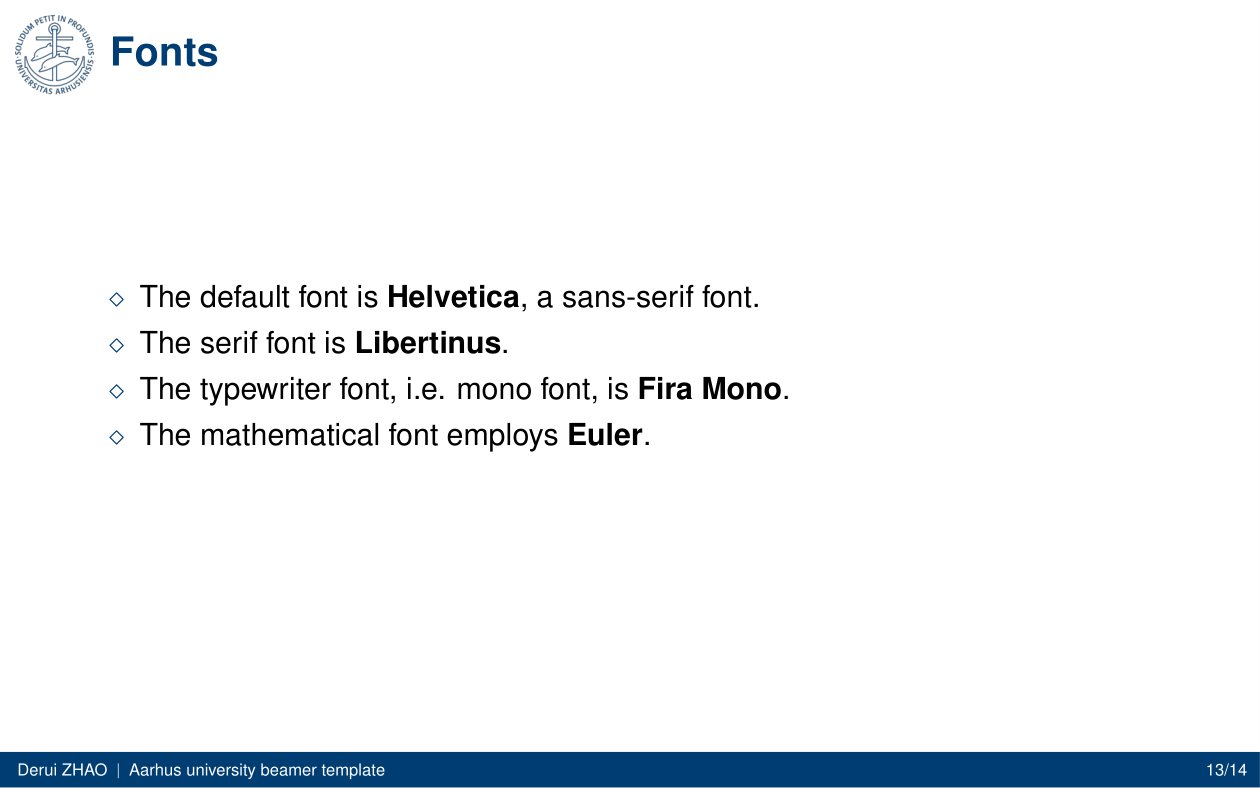 SOLIDUM PETIT IN PROFUNDIS
UNIVERSITAS ARHUSIENSIS
Fonts
◇ The default font is Helvetica, a sans-serif font.
◇ The serif font is Libertinus.
◇ The typewriter font, i.e. mono font, is Fira Mono.
◇ The mathematical font employs Euler.
Derui ZHAO | Aarhus university beamer template
13/14